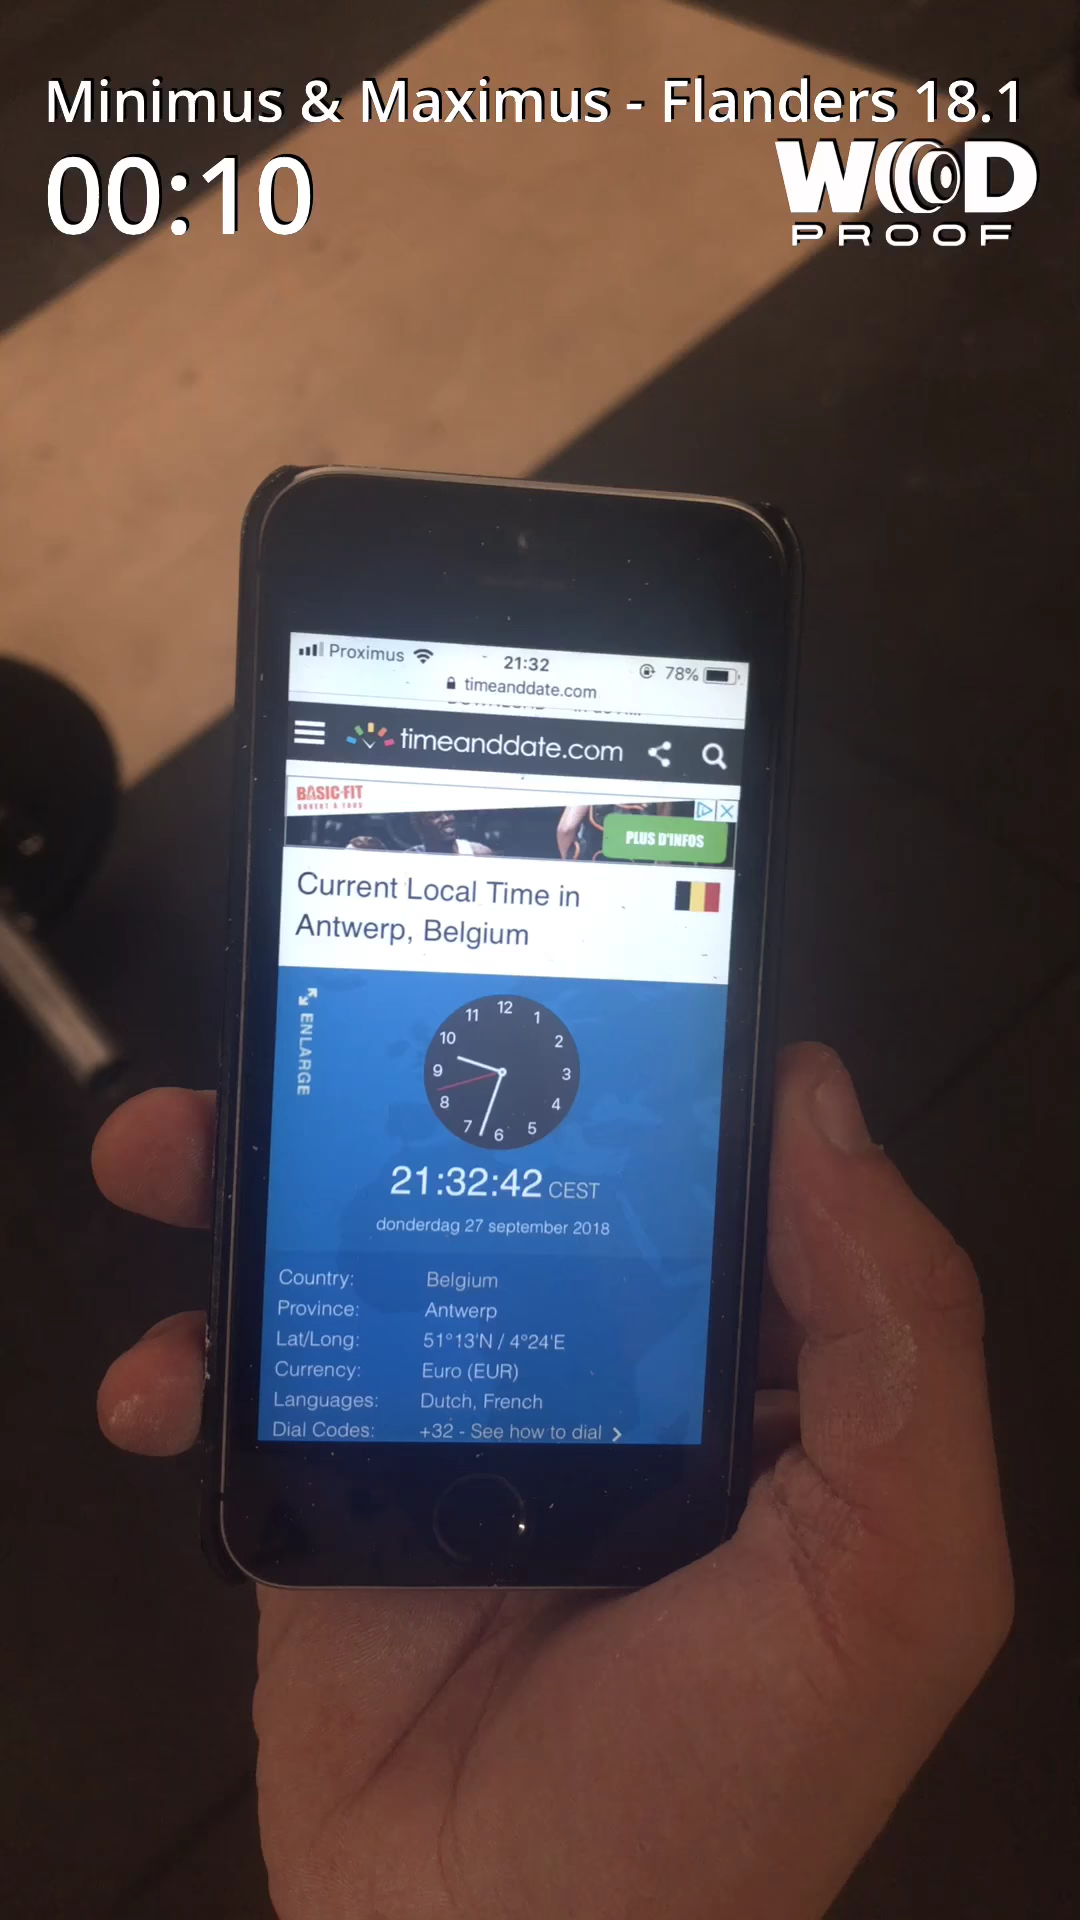 Minimus & Maximus - Flanders 18.1
00:10
WOD
PROOF
Proximus 21:32 78%
timeanddate.com
timeanddate.com
BASIC-FIT
PLUS D'INFOS
Current Local Time in
Antwerp, Belgium
ENLARGE
12
11 1
10 2
9 3
8 4
7 6 5
21:32:42 CEST
donderdag 27 september 2018
Country: Belgium
Province: Antwerp
Lat/Long: 51°13'N / 4°24'E
Currency: Euro (EUR)
Languages: Dutch, French
Dial Codes: +32 - See how to dial >